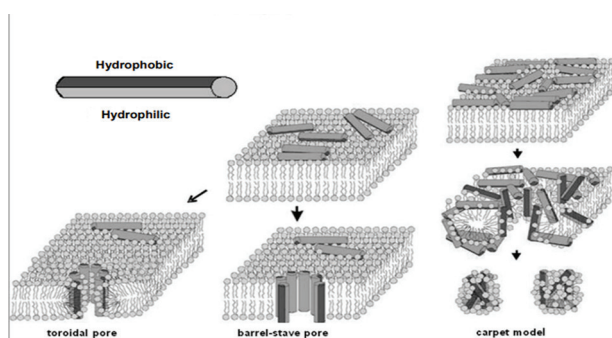 Hydrophobic
Hydrophilic
toroidal pore
barrel-stave pore
carpet model